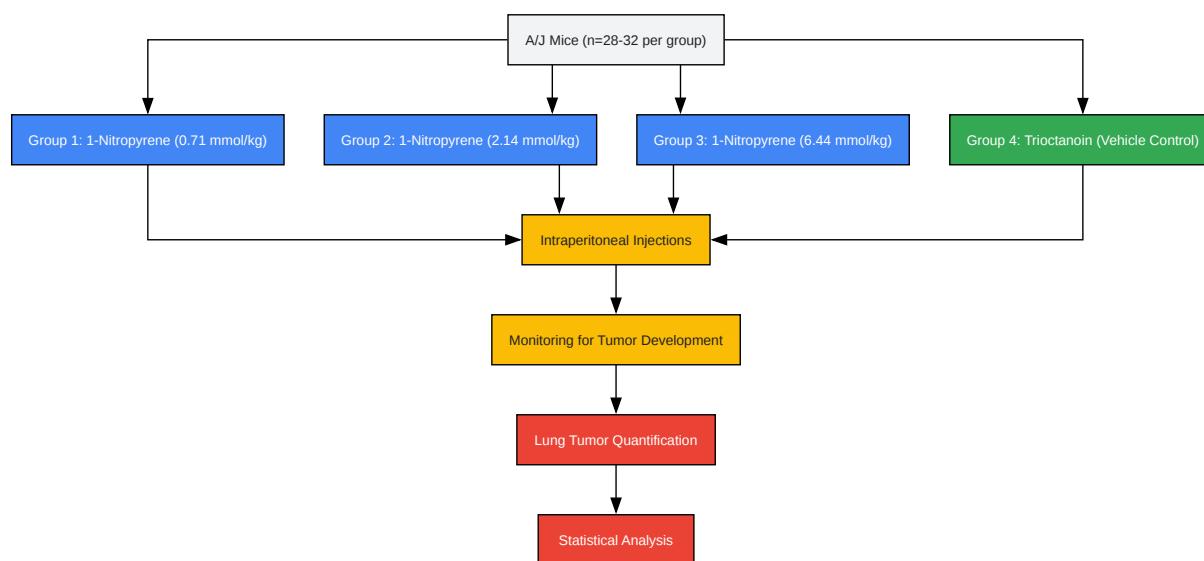 A/J Mice (n=28-32 per group)
Group 1: 1-Nitropyrene (0.71 mmol/kg)
Group 2: 1-Nitropyrene (2.14 mmol/kg)
Group 3: 1-Nitropyrene (6.44 mmol/kg)
Group 4: Trioctanoin (Vehicle Control)
Intraperitoneal Injections
Monitoring for Tumor Development
Lung Tumor Quantification
Statistical Analysis